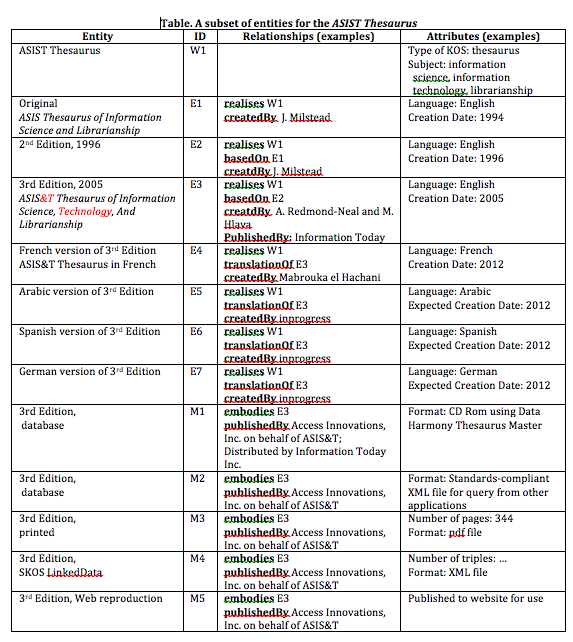 Table. A subset of entities for the ASIST Thesaurus
Entity ID Relationships (examples) Attributes (examples)
ASIST Thesaurus W1 Type of KOS: thesaurus
Subject: information
science, information
technology, librarianship
Original E1 realises W1 Language: English
ASIS Thesaurus of Information createdBy J. Milstead Creation Date: 1994
Science and Librarianship
2nd Edition, 1996 E2 realises W1 Language: English
basedOn E1 Creation Date: 1996
creatdBy J. Milstead
3rd Edition, 2005 E3 realises W1 Language: English
ASIS&T Thesaurus of Information basedOn E2 Creation Date: 2005
Science, Technology, And creatdBy A. Redmond-Neal and M.
Librarianship Hlava
PublishedBy: Information Today
French version of 3rd Edition E4 realises W1 Language: French
ASIS&T Thesaurus in French translationOf E3 Creation Date: 2012
createdBy Mabrouka el Hachani
Arabic version of 3rd Edition E5 realises W1 Language: Arabic
translationOf E3 Expected Creation Date: 2012
createdBy inprogress
Spanish version of 3rd Edition E6 realises W1 Language: Spanish
translationOf E3 Expected Creation Date: 2012
createdBy inprogress
German version of 3rd Edition E7 realises W1 Language: German
translationOf E3 Expected Creation Date: 2012
createdBy inprogress
3rd Edition, M1 embodies E3 Format: CD Rom using Data
database publishedBy Access Innovations, Harmony Thesaurus Master
Inc. on behalf of ASIS&T;
Distributed by Information Today
Inc.
3rd Edition, M2 embodies E3 Format: Standards-compliant
database publishedBy Access Innovations, XML file for query from other
Inc. on behalf of ASIS&T applications
3rd Edition, M3 embodies E3 Number of pages: 344
printed publishedBy Access Innovations, Format: pdf file
Inc. on behalf of ASIS&T
3rd Edition, M4 embodies E3 Number of triples: ...
SKOS LinkedData publishedBy Access Innovations, Format: XML file
Inc. on behalf of ASIS&T
3rd Edition, Web reproduction M5 embodies E3 Published to website for use
publishedBy Access Innovations,
Inc. on behalf of ASIS&T